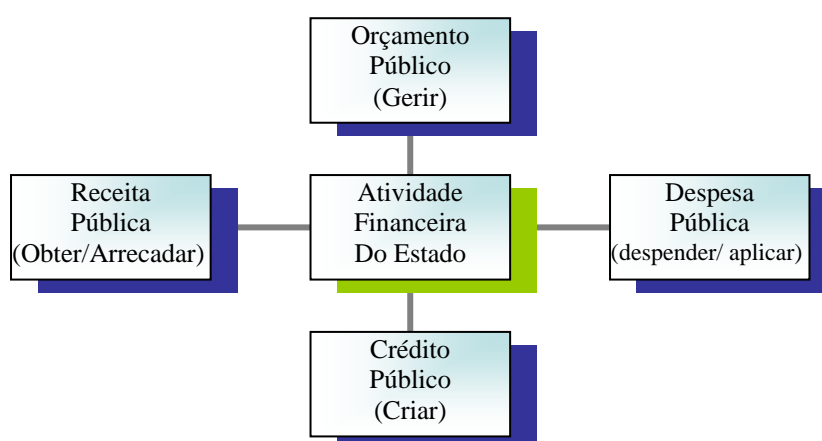 Orçamento
Público
(Gerir)
Receita
Pública
(Obter/Arrecadar)
Atividade
Financeira
Do Estado
Despesa
Pública
(despender/ aplicar)
Crédito
Público
(Criar)